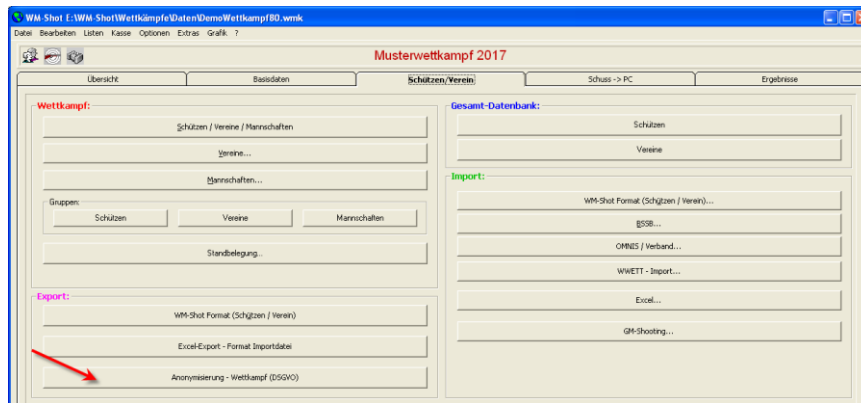 WM-Shot E:\WM-Shot\Wettkämpfe\Daten\DemoWettkampf80.wmk
Datei Bearbeiten Listen Kasse Optionen Extras Grafik ?
Musterwettkampf 2017
Übersicht Basisdaten Schützen/Verein Schuss -> PC Ergebnisse
Wettkampf:
Schützen / Vereine / Mannschaften
Vereine...
Mannschaften...
Gruppen:
Schützen Vereine Mannschaften
Standbelegung...
Export:
WM-Shot Format (Schützen / Verein)
Excel-Export - Format Importdatei
Anonymisierung - Wettkampf (DSGVO)
Gesamt-Datenbank:
Schützen
Vereine
Import:
WM-Shot Format (Schützen / Verein)...
BSSB...
OMNIS / Verband...
WWETT - Import...
Excel...
GM-Shooting...